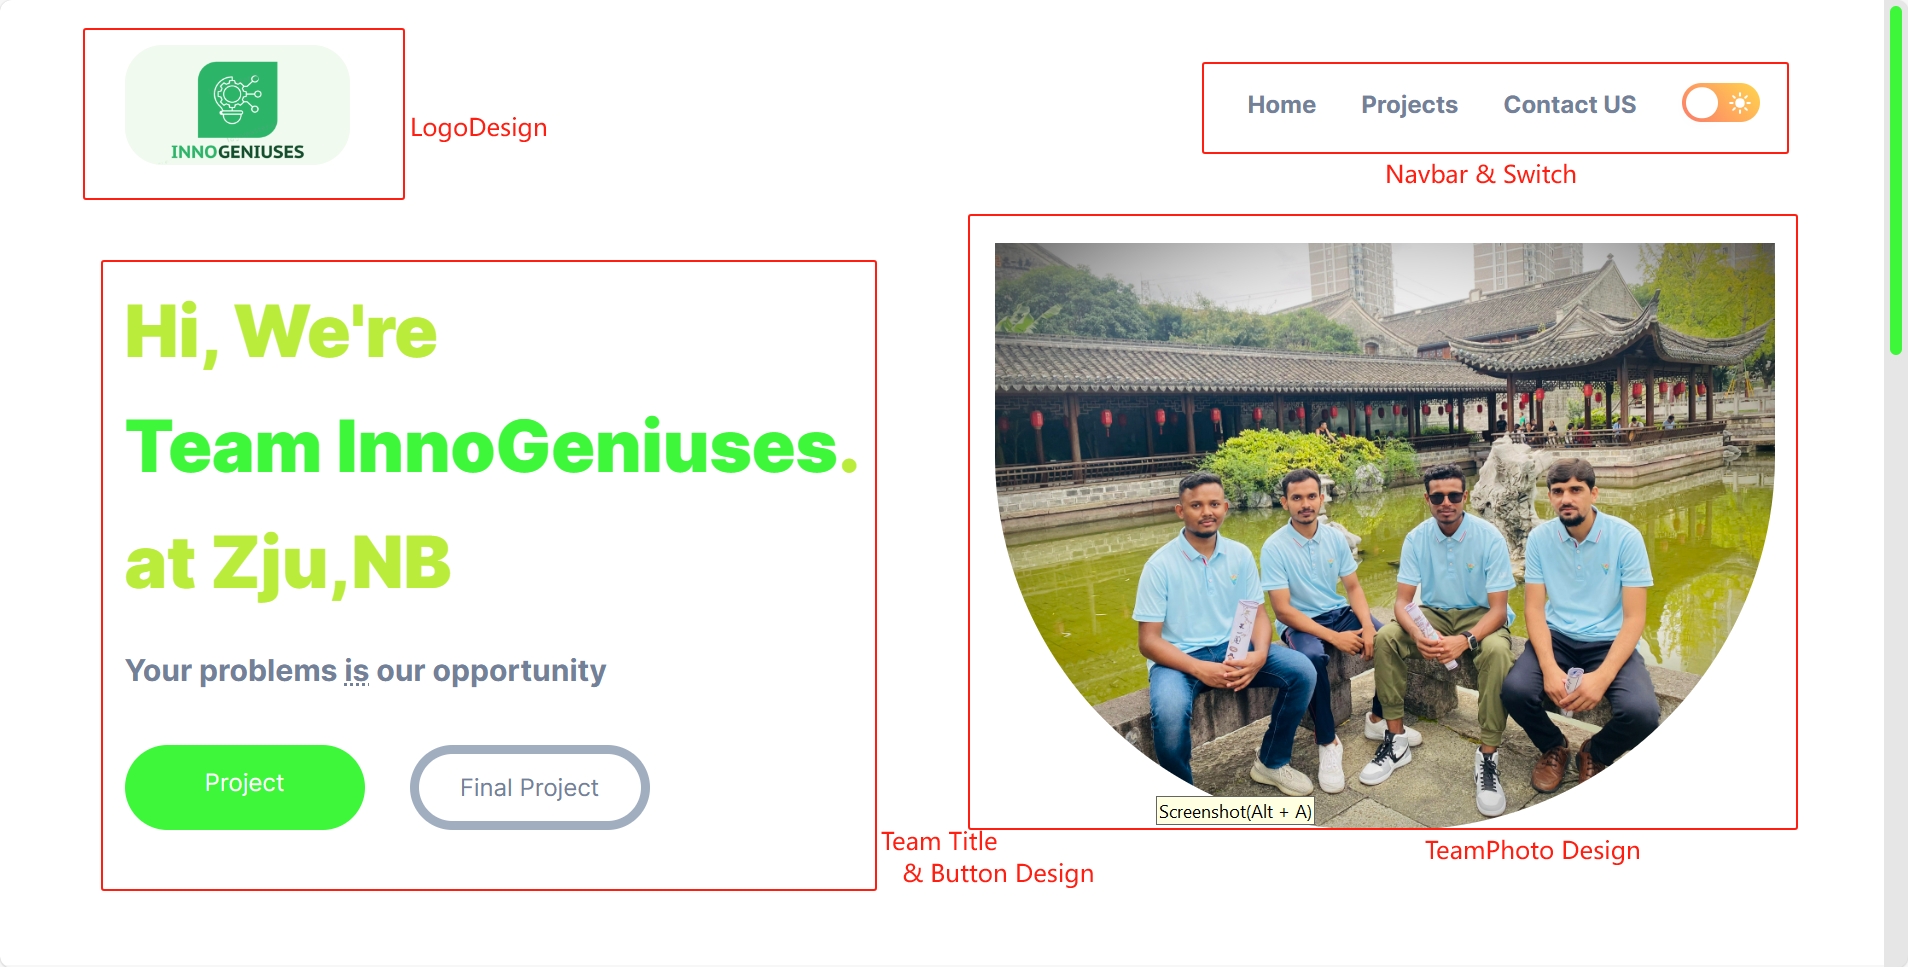 INNOGENIUSES
LogoDesign
Home Projects Contact US
Navbar & Switch
Hi, We're
Team InnoGeniuses.
at Zju,NB
Your problems is our opportunity
Project Final Project
Screenshot(Alt + A)
Team Title
& Button Design
TeamPhoto Design